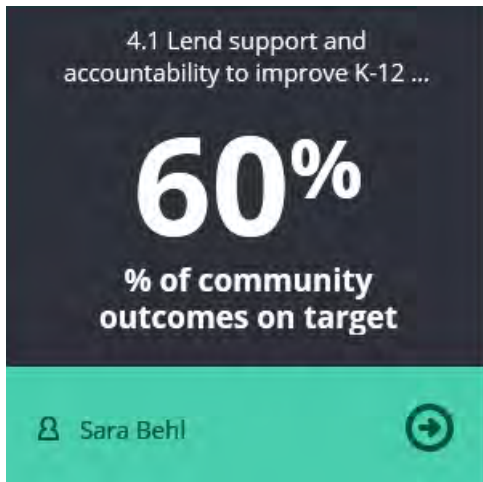 4.1 Lend support and
accountability to improve K-12 ...
60%
% of community
outcomes on target
Sara Behl